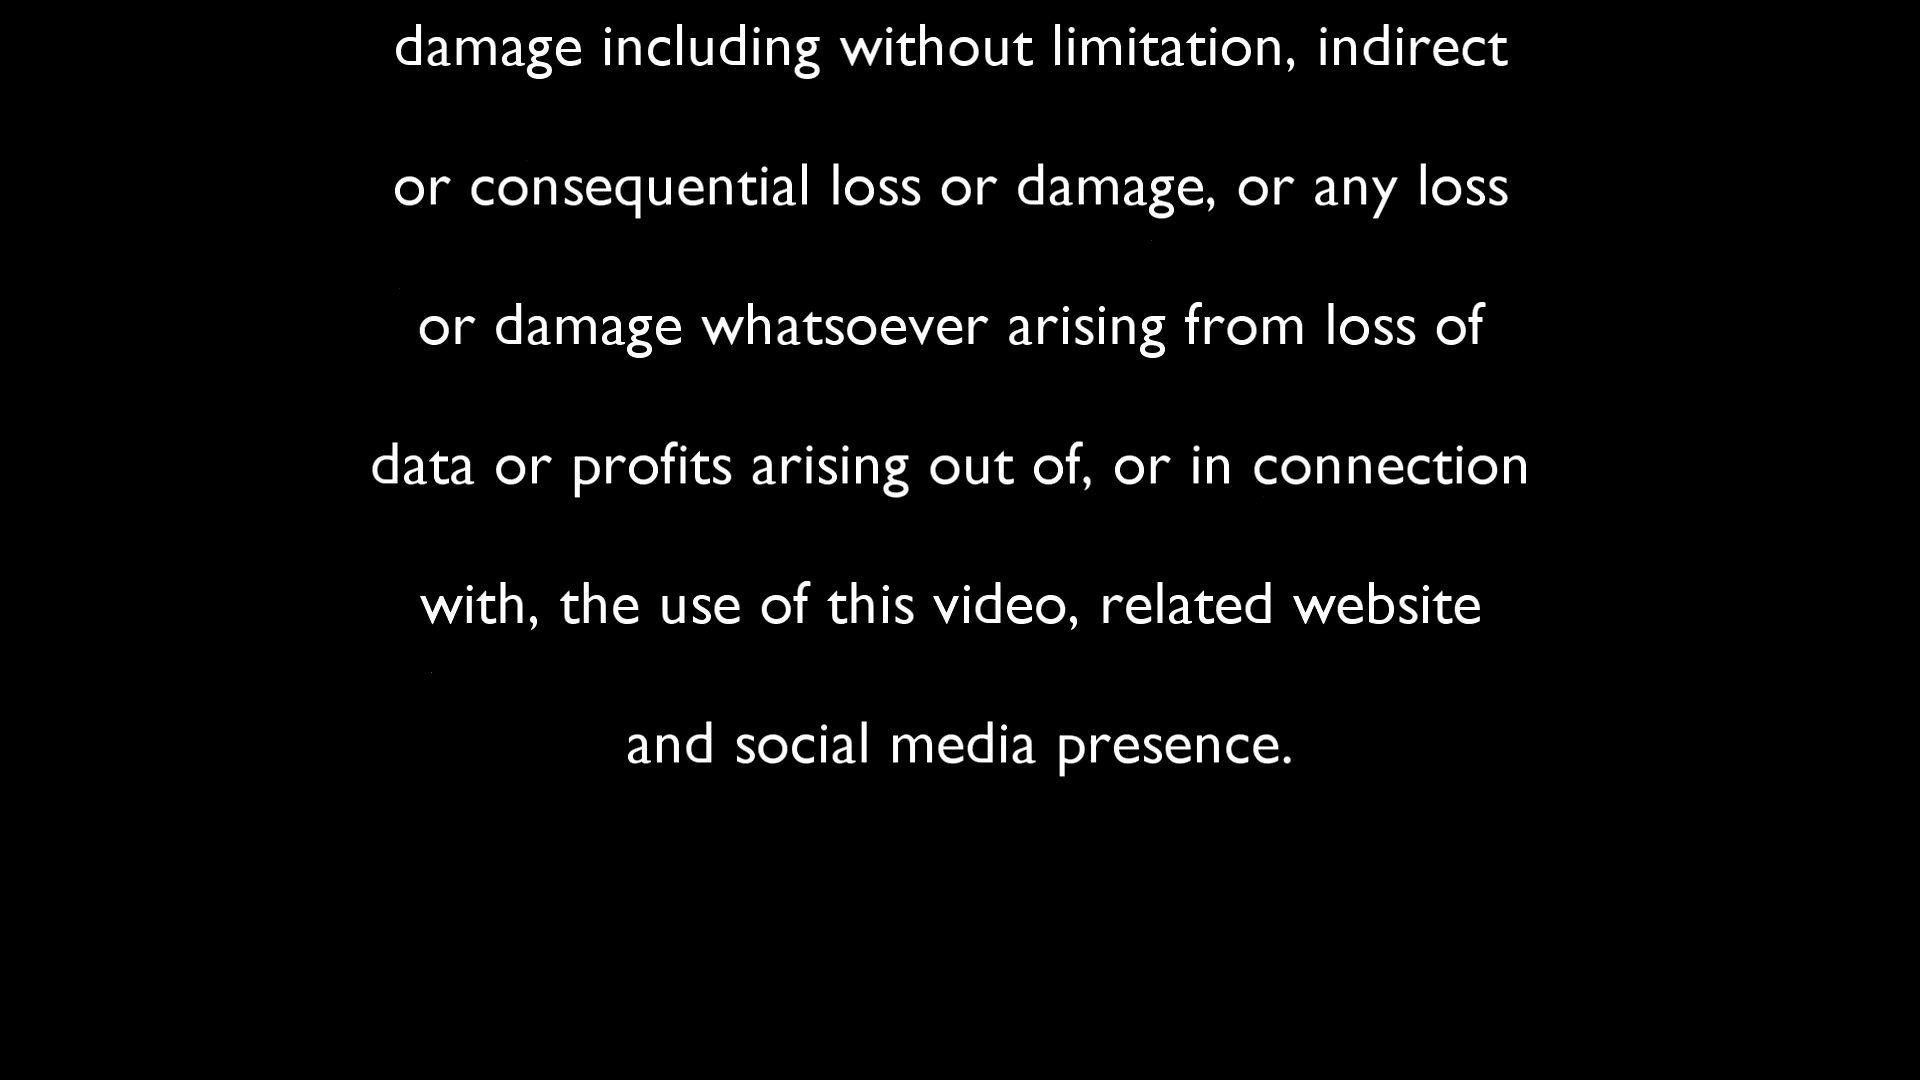 damage including without limitation, indirect
or consequential loss or damage, or any loss
or damage whatsoever arising from loss of
data or profits arising out of, or in connection
with, the use of this video, related website
and social media presence.